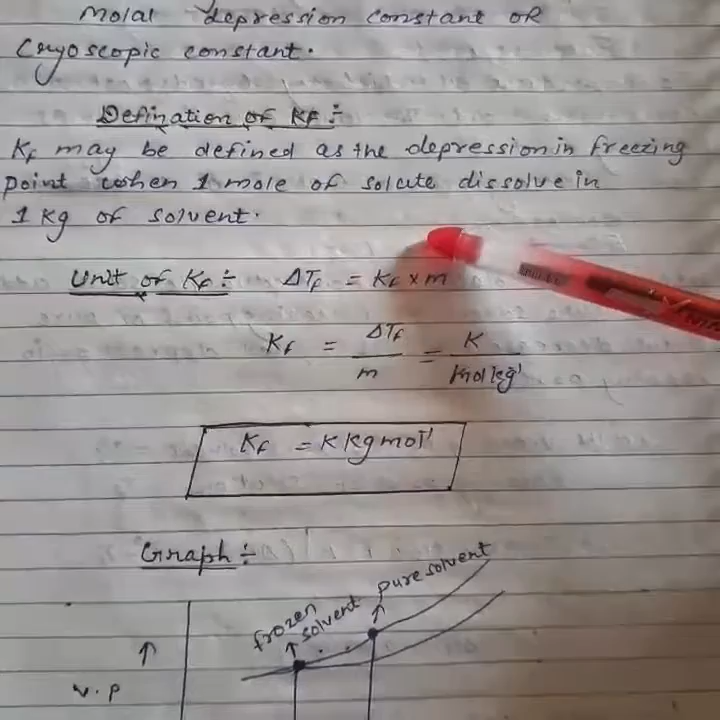 Molal depression constant OR
Cryoscopic constant.
Defination of Kf ÷
Kf may be defined as the depression in freezing
point when 1 mole of solute dissolve in
1 Kg of solvent.
Unit of Kf ÷ ΔTf = Kf × m
Kf = ΔTf / m = K / mol kg⁻¹
Kf = K Kg mol⁻¹
Graph ÷
frozen solvent
pure solvent
↑
v.p